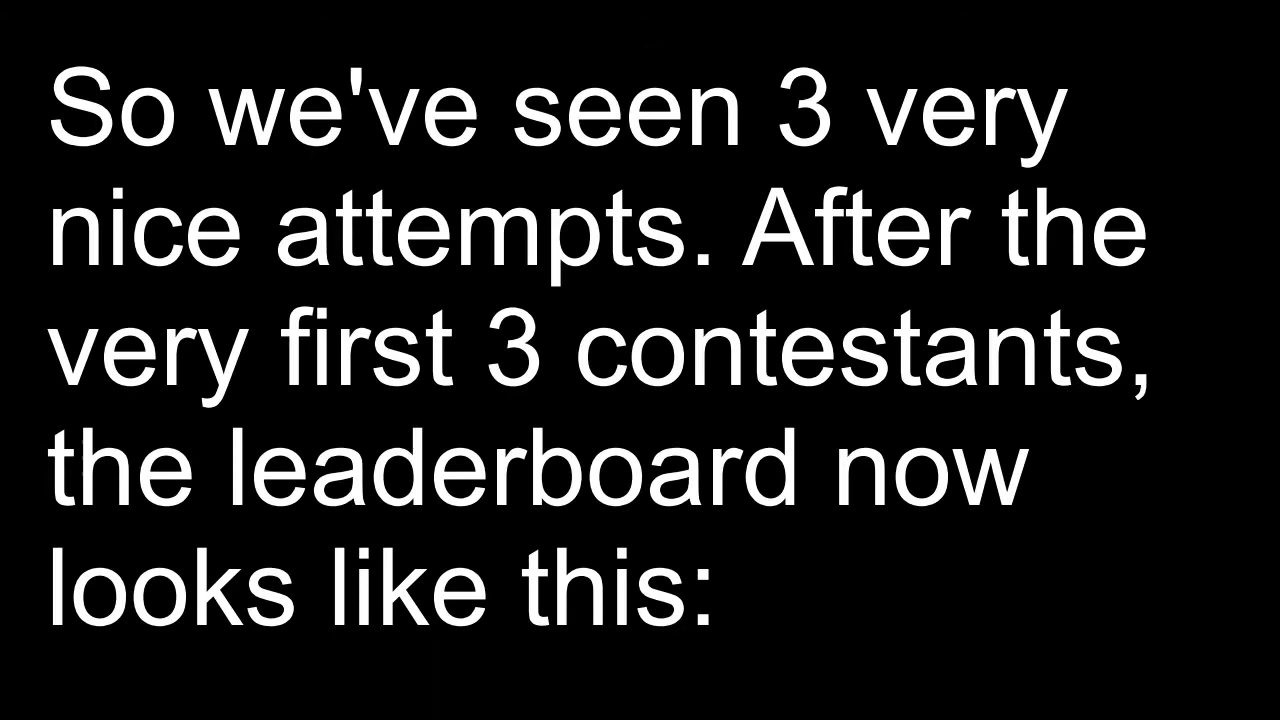 So we've seen 3 very
nice attempts. After the
very first 3 contestants,
the leaderboard now
looks like this: